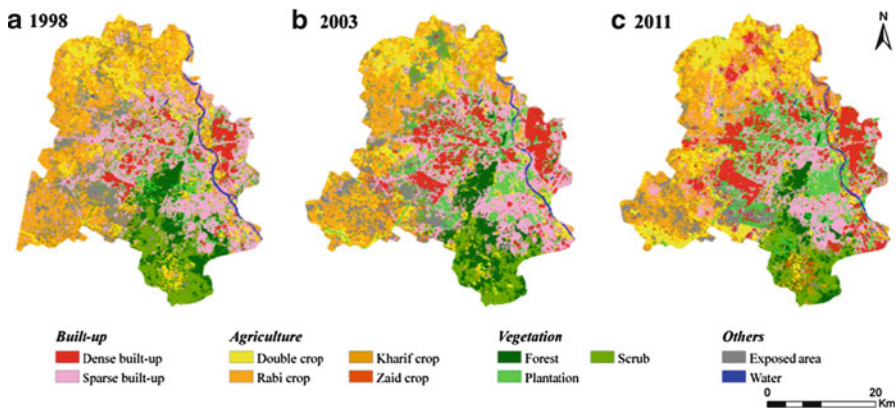 a 1998 b 2003 c 2011 N
Built-up Agriculture Vegetation Others
Dense built-up Double crop Kharif crop Forest Scrub Exposed area
Sparse built-up Rabi crop Zaid crop Plantation Water
0 20
Km